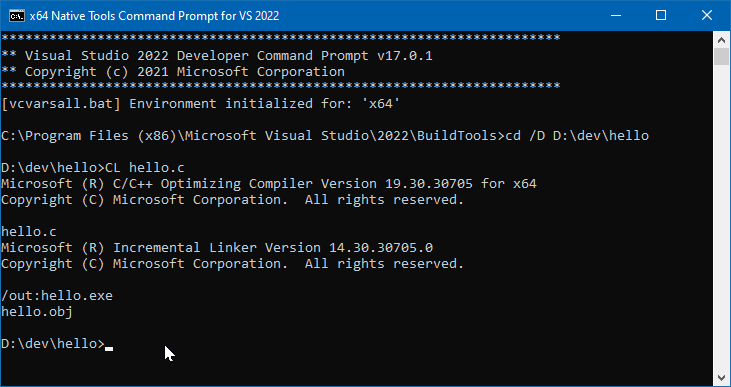 x64 Native Tools Command Prompt for VS 2022
**********************************************************************
** Visual Studio 2022 Developer Command Prompt v17.0.1
** Copyright (c) 2021 Microsoft Corporation
**********************************************************************
[vcvarsall.bat] Environment initialized for: 'x64'
C:\Program Files (x86)\Microsoft Visual Studio\2022\BuildTools>cd /D D:\dev\hello
D:\dev\hello>CL hello.c
Microsoft (R) C/C++ Optimizing Compiler Version 19.30.30705 for x64
Copyright (C) Microsoft Corporation.  All rights reserved.
hello.c
Microsoft (R) Incremental Linker Version 14.30.30705.0
Copyright (C) Microsoft Corporation.  All rights reserved.
/out:hello.exe
hello.obj
D:\dev\hello>